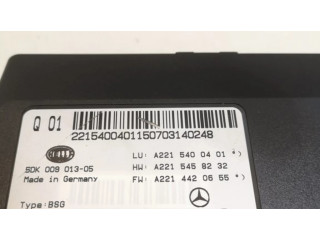 Q 01
2215400401150703140248
HELLA
5DK 009 013-05
Made in Germany
Type: BSG
LU: A221 540 04 01 *)
HW: A221 545 82 32
FW: A221 442 06 55 *)